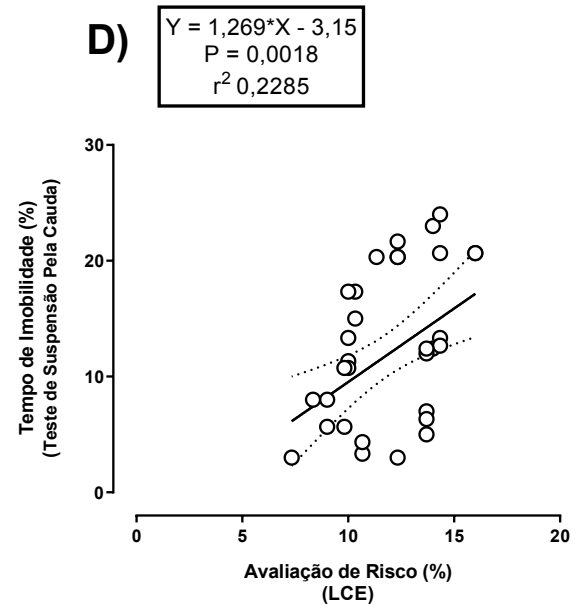 D)
Y = 1,269*X - 3,15
P = 0,0018
r² 0,2285
Tempo de Imobilidade (%)
(Teste de Suspensão Pela Cauda)
30
20
10
0
0 5 10 15 20
Avaliação de Risco (%)
(LCE)